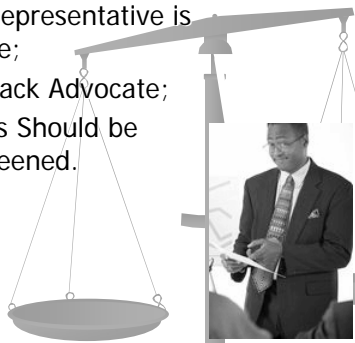 epresentative is
e;
ack Advocate;
s Should be
eened.